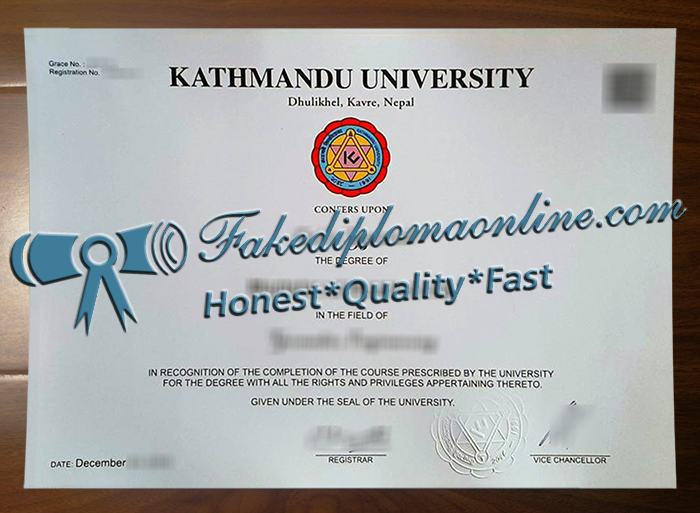 Grace No. :
Registration No.
KATHMANDU UNIVERSITY
Dhulikhel, Kavre, Nepal
CONFERS UPON
Fakediplomaonline.com
THE DEGREE OF
Honest*Quality*Fast
IN THE FIELD OF
IN RECOGNITION OF THE COMPLETION OF THE COURSE PRESCRIBED BY THE UNIVERSITY
FOR THE DEGREE WITH ALL THE RIGHTS AND PRIVILEGES APPERTAINING THERETO.
GIVEN UNDER THE SEAL OF THE UNIVERSITY.
DATE: December
REGISTRAR
VICE CHANCELLOR